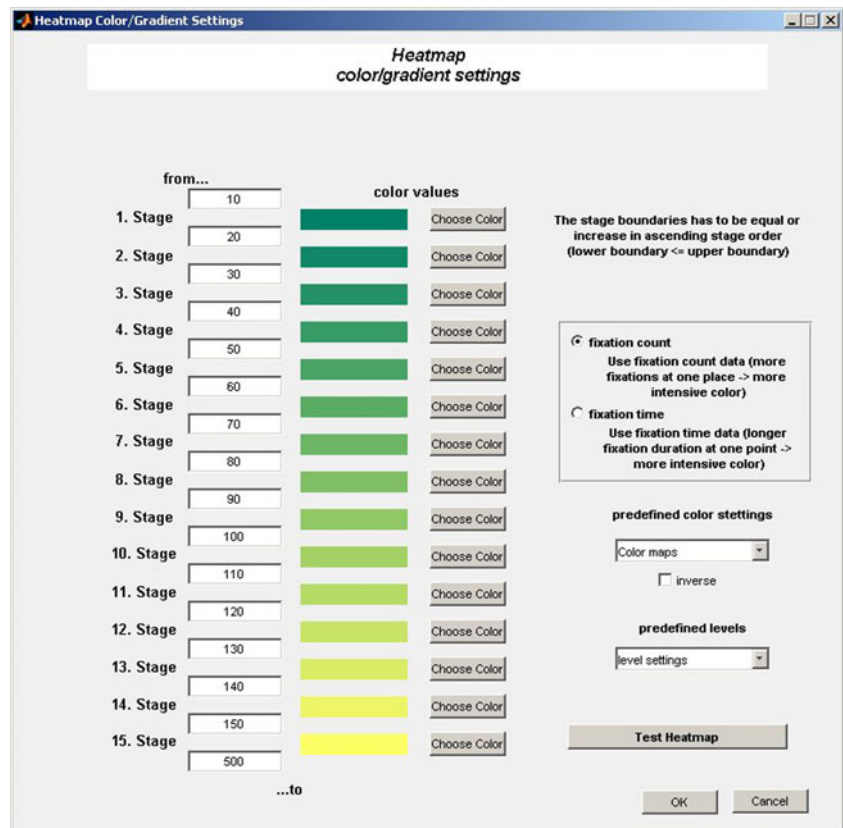 Heatmap Color/Gradient Settings
Heatmap
color/gradient settings
from...
10
color values
1. Stage
Choose Color
20
2. Stage
Choose Color
30
3. Stage
Choose Color
40
4. Stage
Choose Color
50
5. Stage
Choose Color
60
6. Stage
Choose Color
70
7. Stage
Choose Color
80
8. Stage
Choose Color
90
9. Stage
Choose Color
100
10. Stage
Choose Color
110
11. Stage
Choose Color
120
12. Stage
Choose Color
130
13. Stage
Choose Color
140
14. Stage
Choose Color
150
15. Stage
Choose Color
500
...to
The stage boundaries has to be equal or
increase in ascending stage order
(lower boundary <= upper boundary)
fixation count
Use fixation count data (more
fixations at one place -> more
intensive color)
fixation time
Use fixation time data (longer
fixation duration at one point ->
more intensive color)
predefined color stettings
Color maps
inverse
predefined levels
level settings
Test Heatmap
OK
Cancel